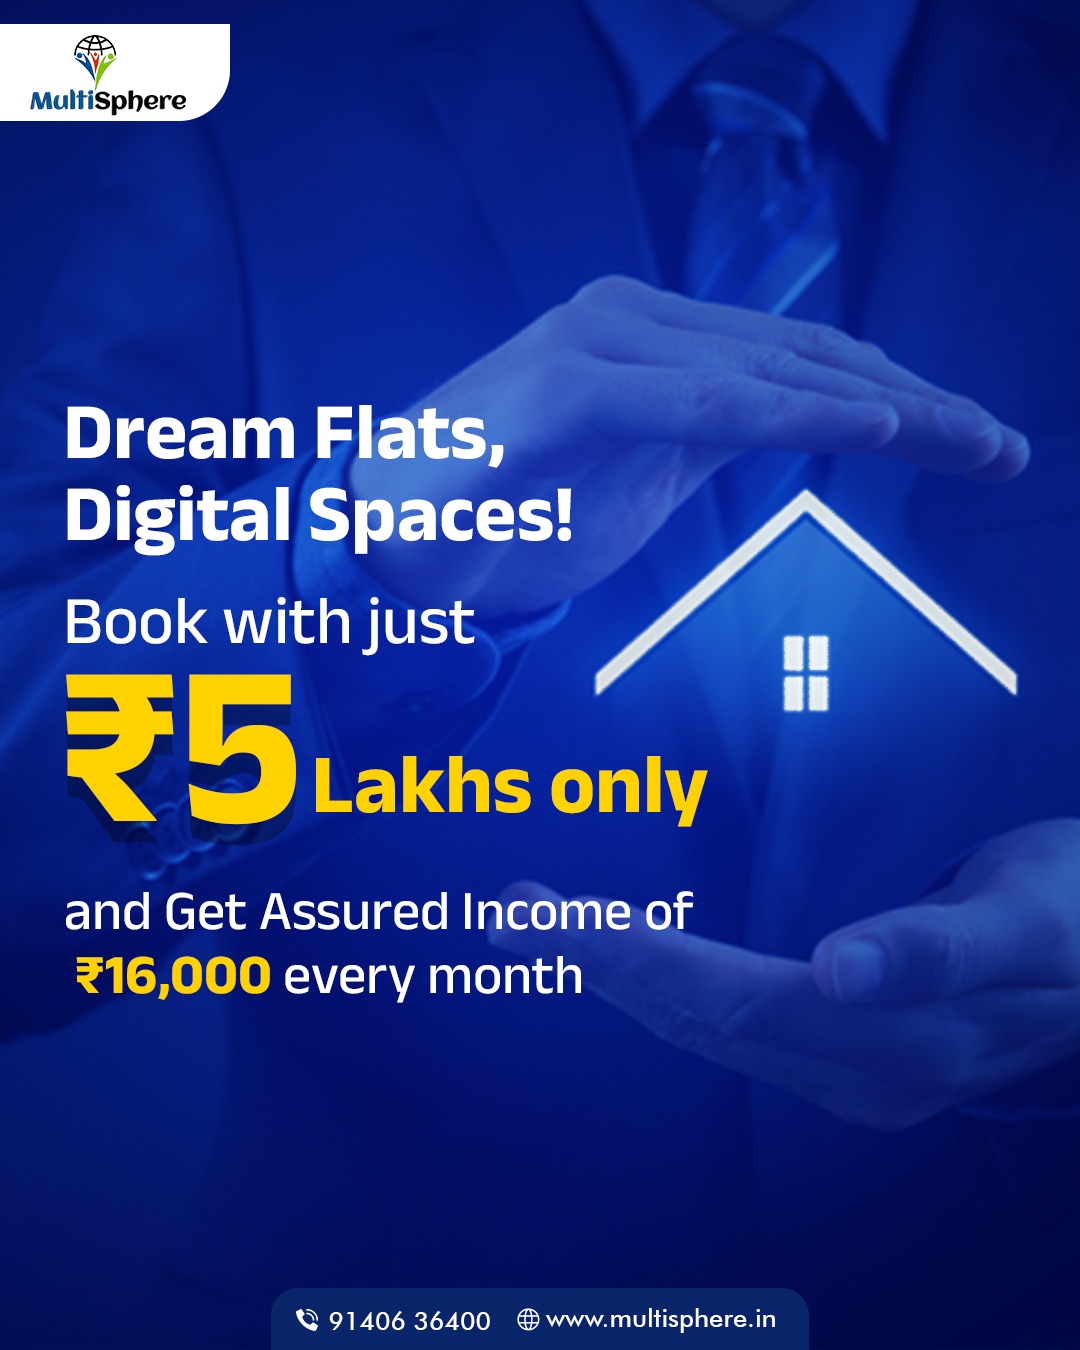 MultiSphere
Dream Flats,
Digital Spaces!
Book with just
₹5 Lakhs only
and Get Assured Income of
₹16,000 every month
91406 36400 www.multisphere.in